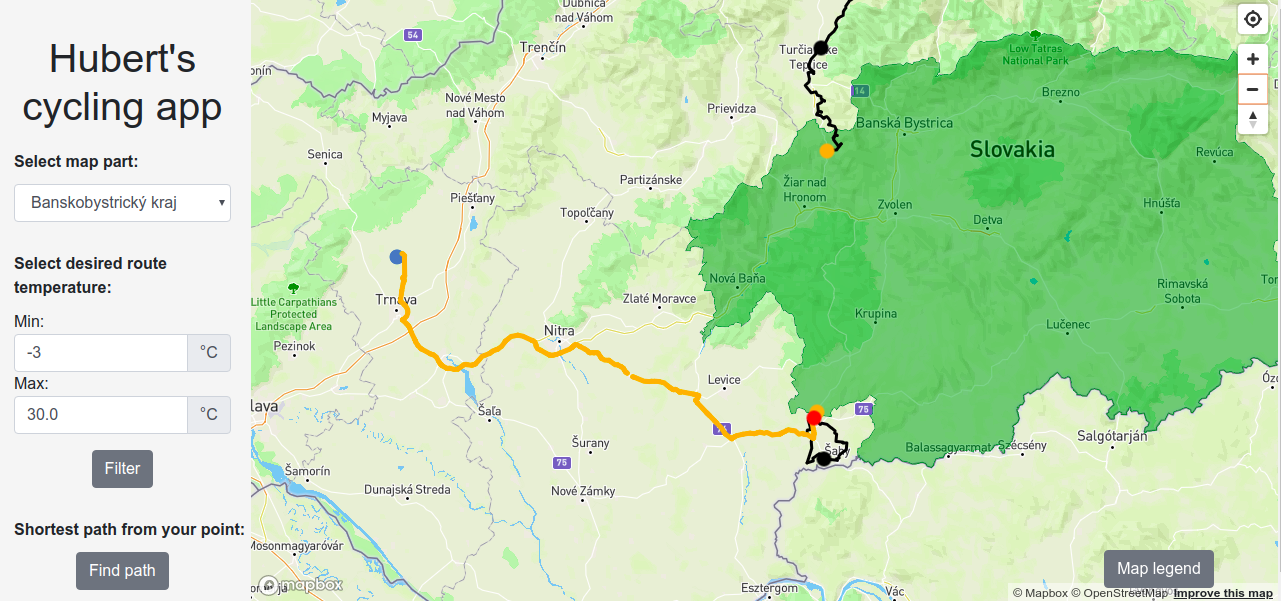 Hubert's
cycling app
Select map part:
Banskobystrický kraj
Select desired route
temperature:
Min:
-3
°C
Max:
30.0
°C
Filter
Shortest path from your point:
Find path
Dubnica
nad Váhom
54
Trenčín
Turčianske
Teplice
Low Tatras
National Park
Nové Mesto
nad Váhom
Prievidza
14
Brezno
Myjava
Banská Bystrica
Slovakia
Senica
Revúca
Partizánske
Žiar nad
Hronom
Piešťany
Topoľčany
Zvolen
Detva
Hnúšťa
Nová Baňa
Trnava
Zlaté Moravce
Rimavská
Sobota
Little Carpathians
Protected
Landscape Area
Krupina
Lučenec
Nitra
Pezinok
Levice
Šaľa
75
Šurany
Šahy
Balassagyarmat
Szécsény
Salgótarján
75
Šamorín
Dunajská Streda
Nové Zámky
Mosonmagyaróvár
Esztergom
Vác
mapbox
Map legend
© Mapbox © OpenStreetMap Improve this map